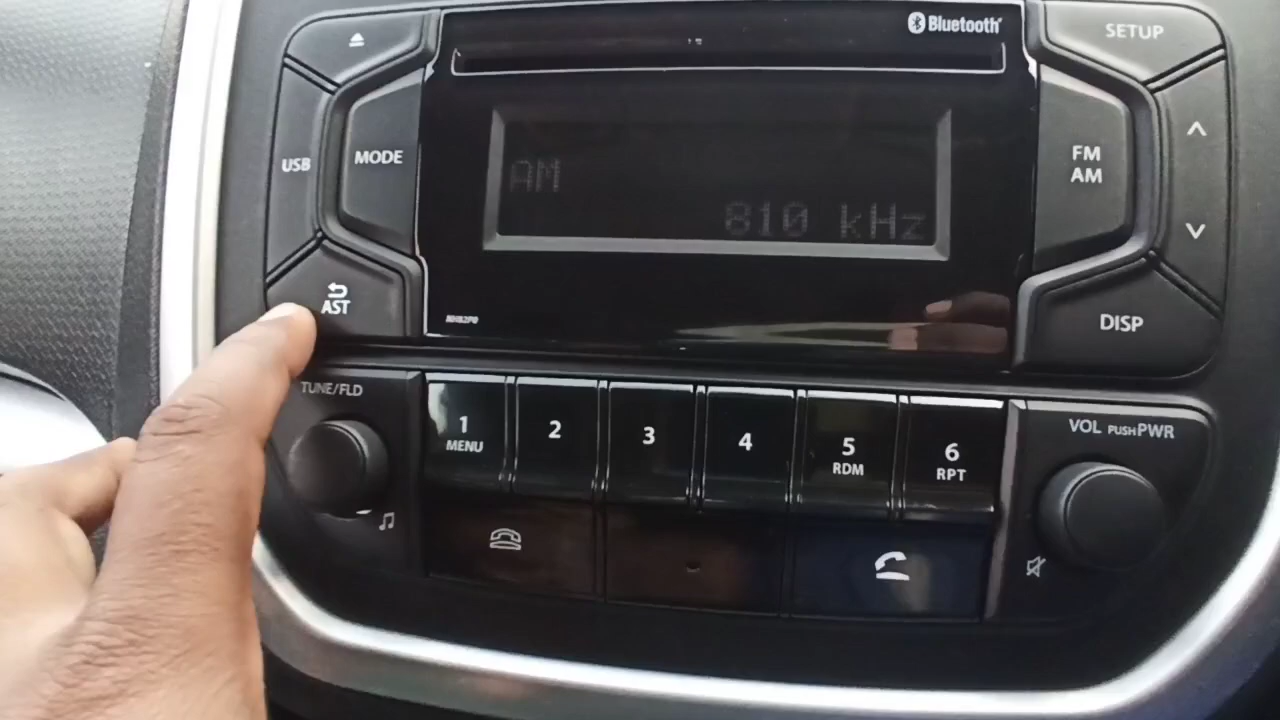 Bluetooth
SETUP
USB
MODE
FM
AM
AM
810 kHz
AST
DISP
TUNE/FLD
1
MENU
2
3
4
5
RDM
6
RPT
VOL PUSH PWR